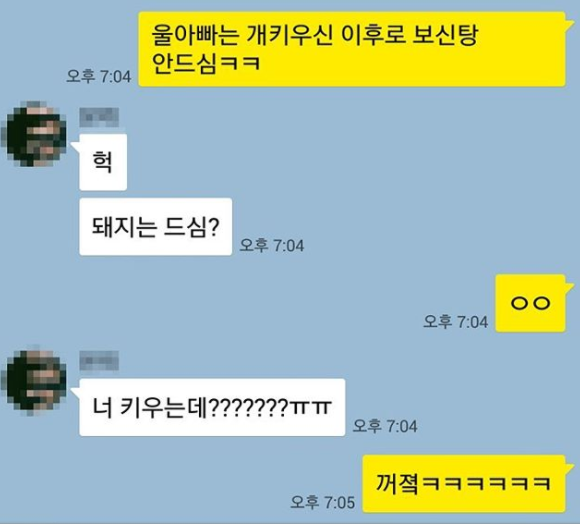 울아빠는 개키우신 이후로 보신탕
안드심ㅋㅋ
오후 7:04
헉
돼지는 드심?
오후 7:04
ㅇㅇ
오후 7:04
너 키우는데???????ㅠㅠ
오후 7:04
꺼졐ㅋㅋㅋㅋㅋㅋ
오후 7:05